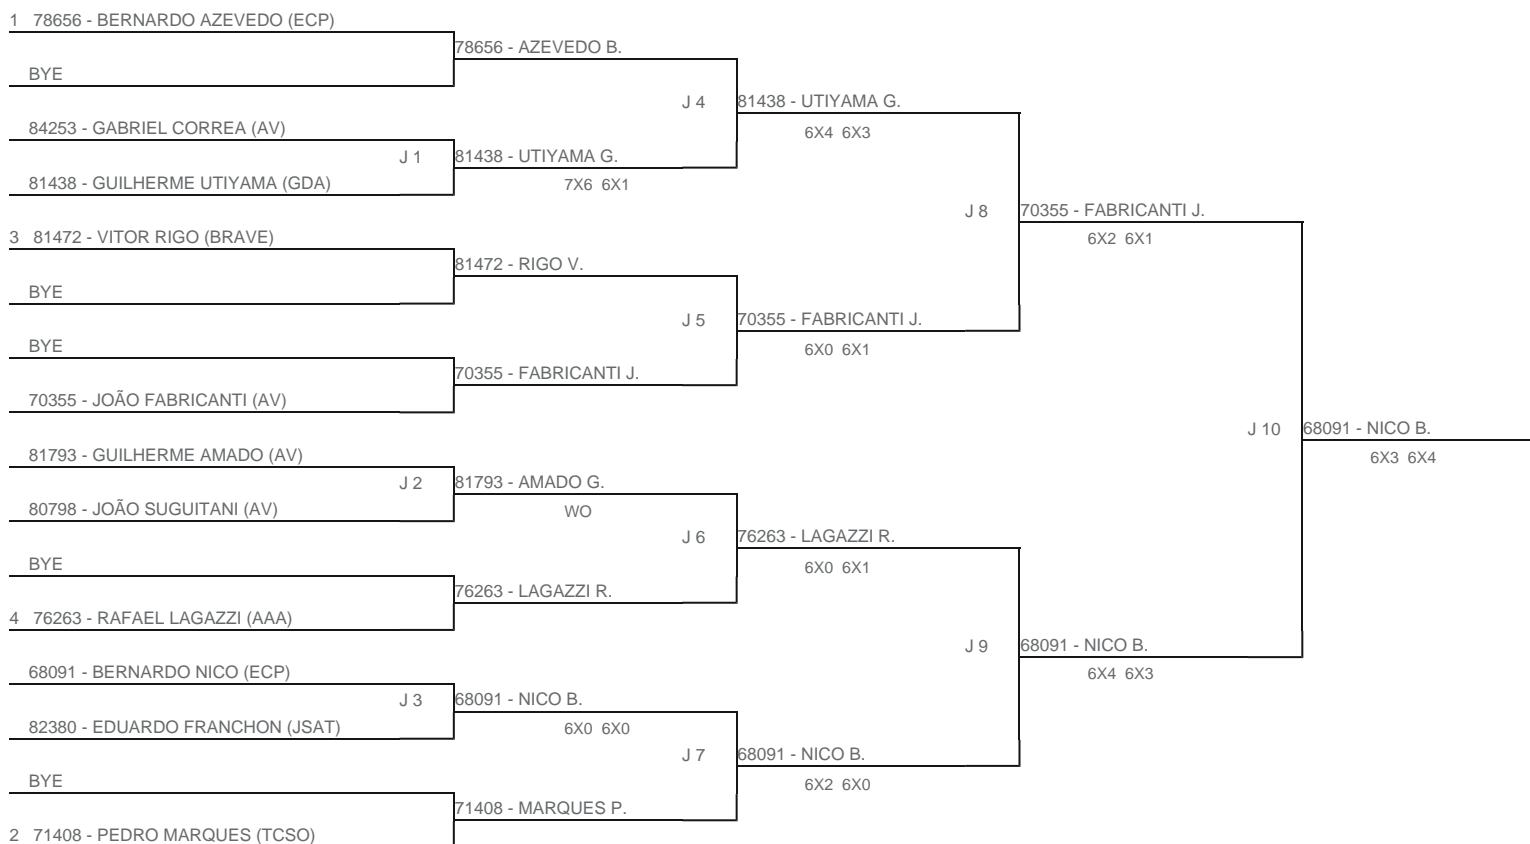 1 78656 - BERNARDO AZEVEDO (ECP)
78656 - AZEVEDO B.
BYE
J 4
81438 - UTIYAMA G.
6X4 6X3
84253 - GABRIEL CORREA (AV)
J 1
81438 - UTIYAMA G.
7X6 6X1
81438 - GUILHERME UTIYAMA (GDA)
J 8
70355 - FABRICANTI J.
6X2 6X1
3 81472 - VITOR RIGO (BRAVE)
81472 - RIGO V.
BYE
J 5
70355 - FABRICANTI J.
6X0 6X1
BYE
70355 - FABRICANTI J.
70355 - JOÃO FABRICANTI (AV)
J 10
68091 - NICO B.
6X3 6X4
81793 - GUILHERME AMADO (AV)
J 2
81793 - AMADO G.
WO
80798 - JOÃO SUGUITANI (AV)
J 6
76263 - LAGAZZI R.
6X0 6X1
BYE
76263 - LAGAZZI R.
4 76263 - RAFAEL LAGAZZI (AAA)
J 9
68091 - NICO B.
6X4 6X3
68091 - BERNARDO NICO (ECP)
J 3
68091 - NICO B.
6X0 6X0
82380 - EDUARDO FRANCHON (JSAT)
J 7
68091 - NICO B.
6X2 6X0
BYE
71408 - MARQUES P.
2 71408 - PEDRO MARQUES (TCSO)